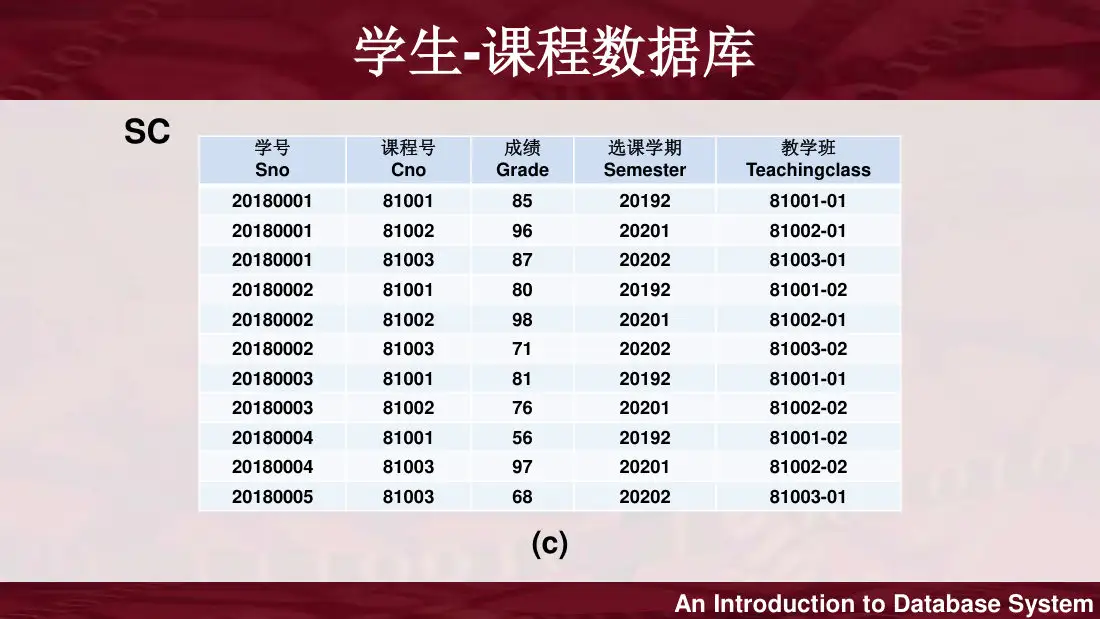 学生-课程数据库
SC
学号 课程号 成绩 选课学期 教学班
Sno Cno Grade Semester Teachingclass
20180001 81001 85 20192 81001-01
20180001 81002 96 20201 81002-01
20180001 81003 87 20202 81003-01
20180002 81001 80 20192 81001-02
20180002 81002 98 20201 81002-01
20180002 81003 71 20202 81003-02
20180003 81001 81 20192 81001-01
20180003 81002 76 20201 81002-02
20180004 81001 56 20192 81001-02
20180004 81003 97 20201 81002-02
20180005 81003 68 20202 81003-01
(c)
An Introduction to Database System